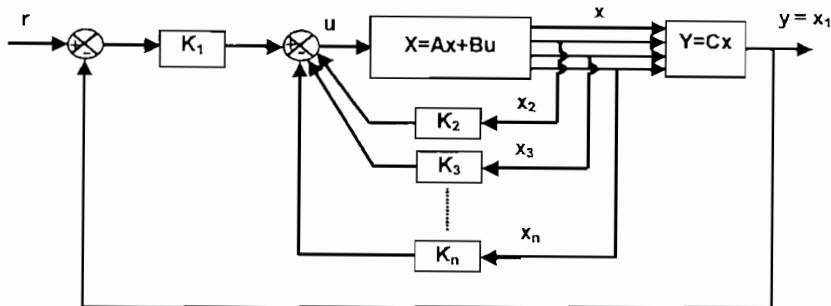 r
K1
u
X=Ax+Bu
x
Y=Cx
y = x1
K2
x2
K3
x3
Kn
xn